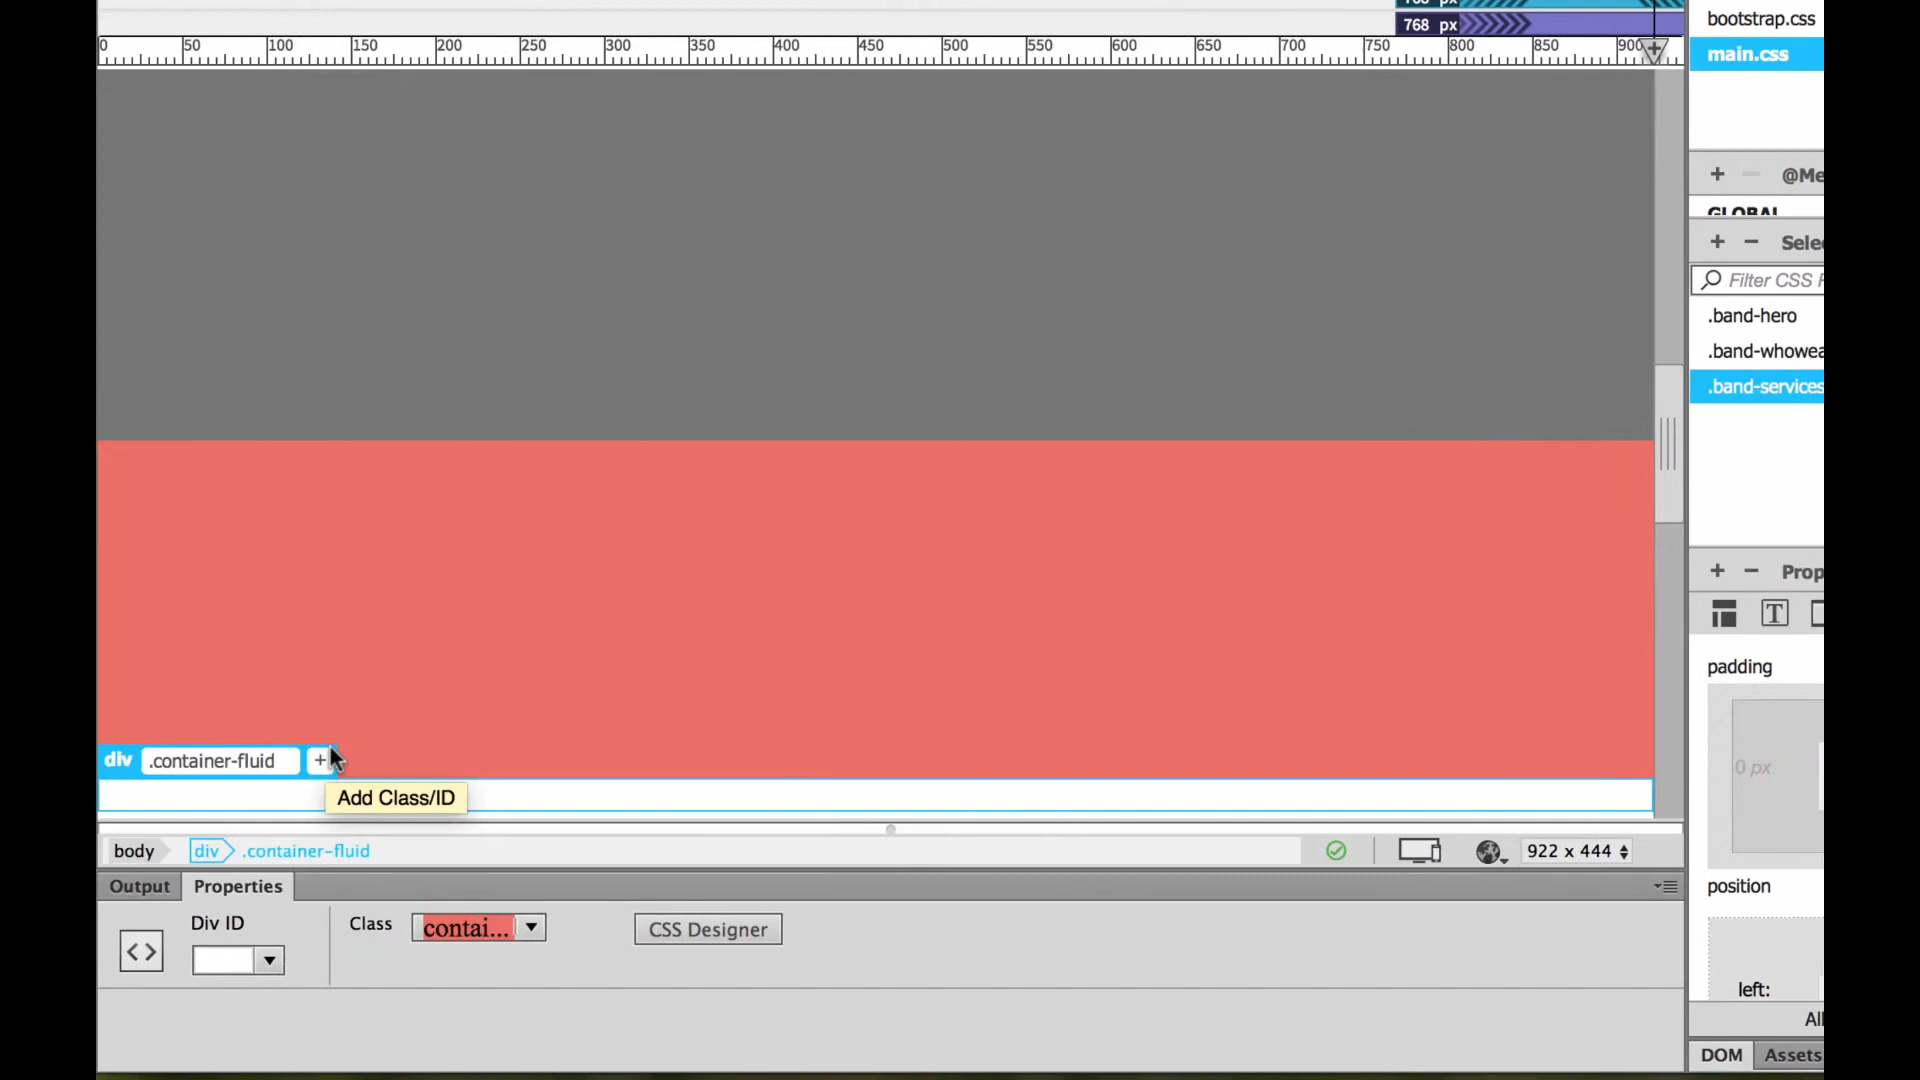 768 px
768 px
bootstrap.css
0 50 100 150 200 250 300 350 400 450 500 550 600 650 700 750 800 850 900
main.css
+ @Me
GLOBAL
+ − Sele
Filter CSS
.band-hero
.band-whowea
.band-services
+ − Prop
T
padding
div .container-fluid +
0 px
Add Class/ID
body div .container-fluid 922 x 444
Output Properties
position
Div ID Class contai... CSS Designer
<>
left:
All
DOM Assets